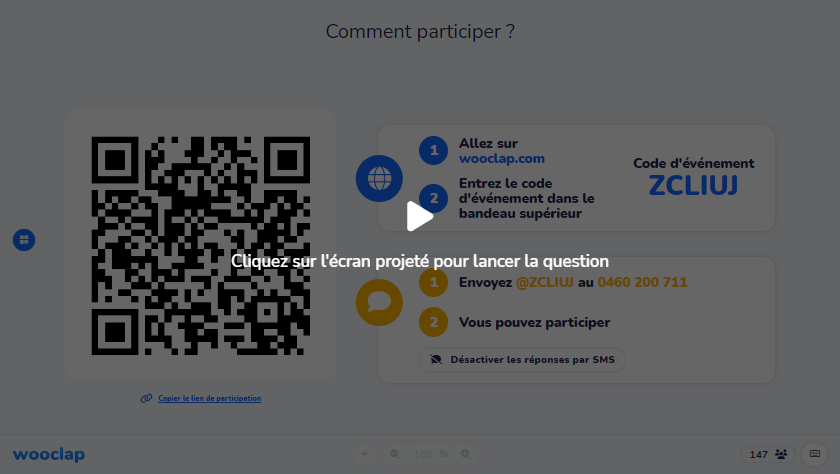 Comment participer ?
1
Allez sur
wooclap.com
2
Entrez le code
d'événement dans le
bandeau supérieur
Code d'événement
ZCLIUJ
Cliquez sur l'écran projeté pour lancer la question
1
Envoyez @ZCLIUJ au 0460 200 711
2
Vous pouvez participer
Désactiver les réponses par SMS
Copier le lien de participation
wooclap
100 %
147